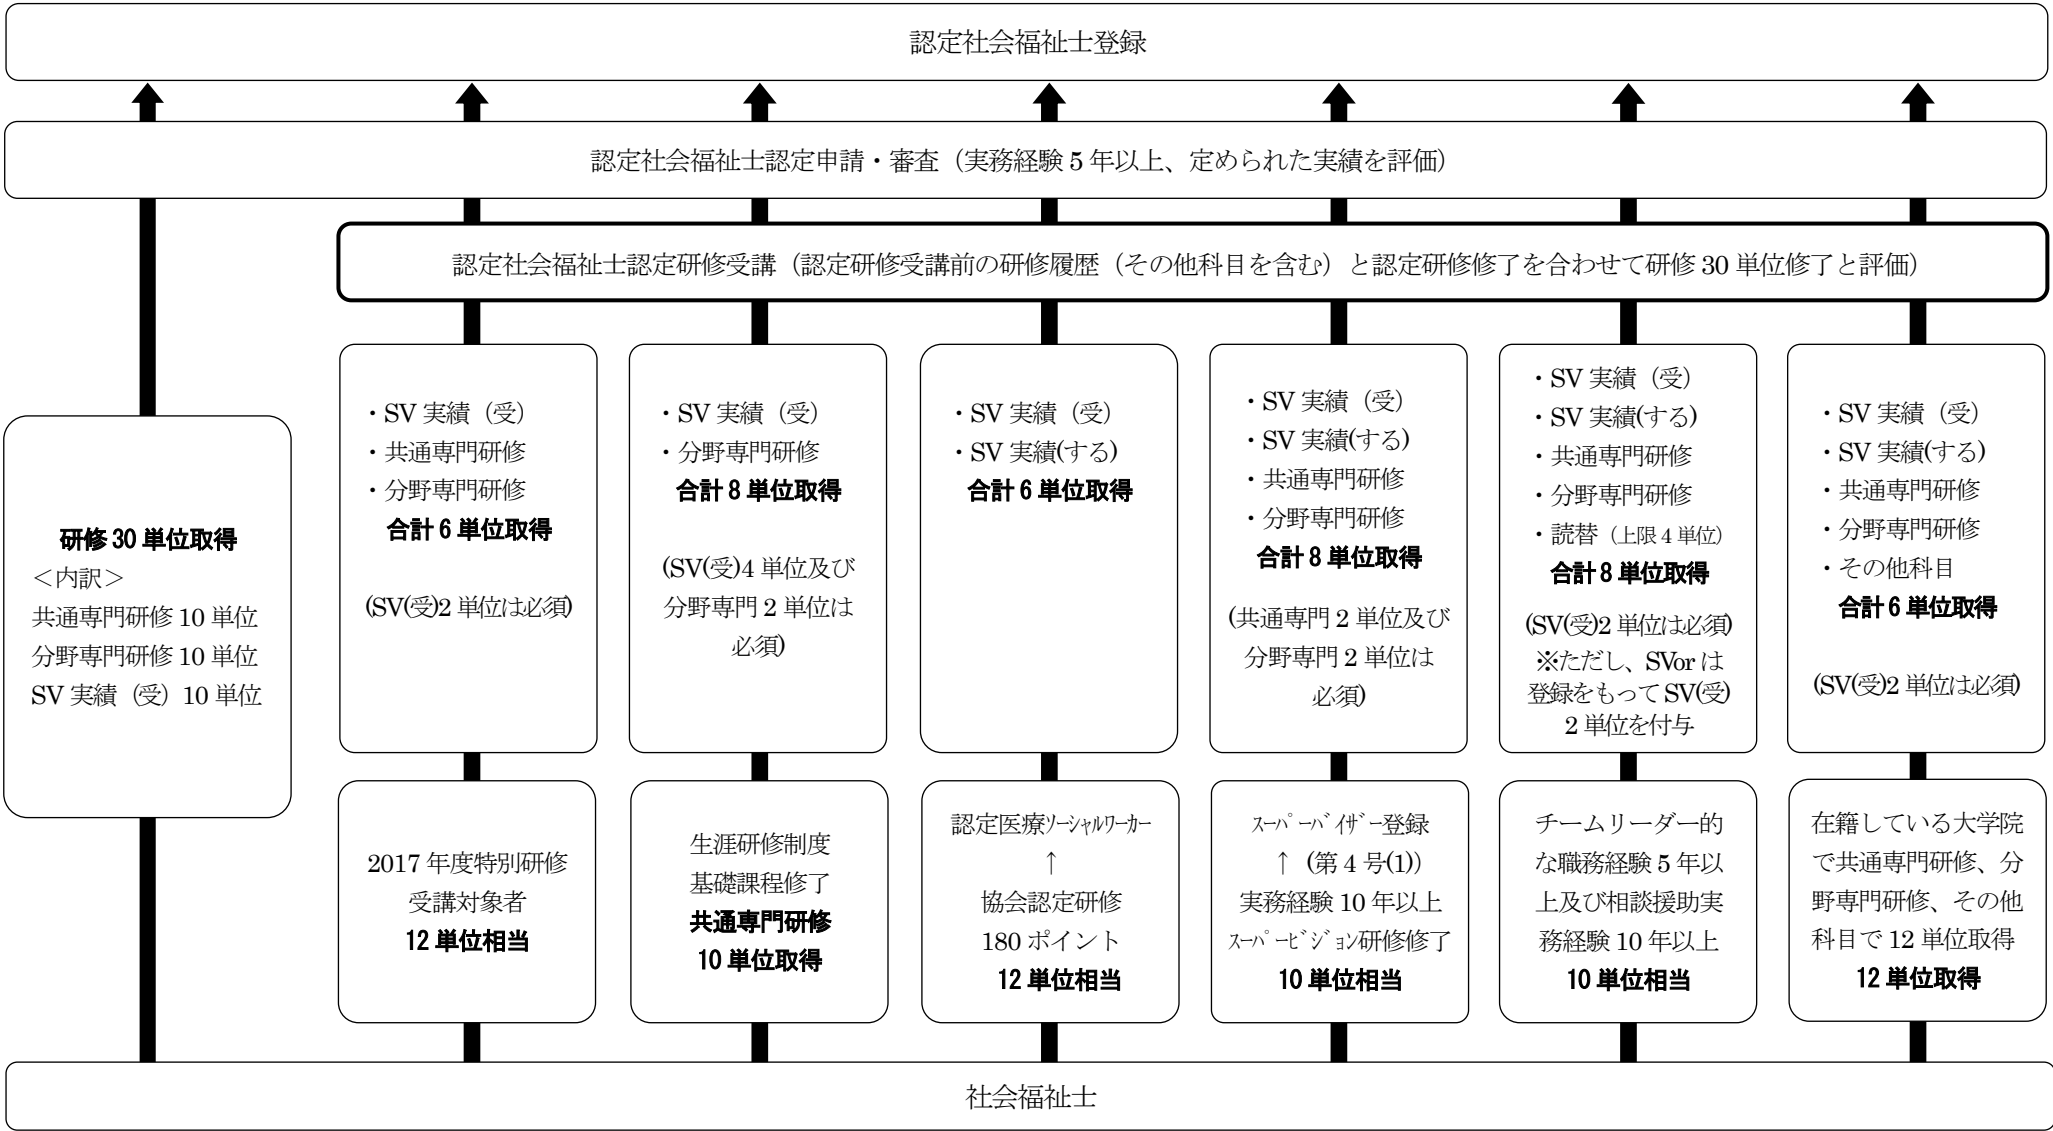 認定社会福祉士登録
認定社会福祉士認定申請・審査（実務経験 5 年以上、定められた実績を評価）
認定社会福祉士認定研修受講（認定研修受講前の研修履歴（その他科目を含む）と認定研修修了を合わせて研修 30 単位修了と評価）
研修 30 単位取得
＜内訳＞
共通専門研修 10 単位
分野専門研修 10 単位
SV 実績（受）10 単位
・SV 実績（受）
・共通専門研修
・分野専門研修
合計 6 単位取得
(SV(受)2 単位は必須)
・SV 実績（受）
・分野専門研修
合計 8 単位取得
(SV(受)4 単位及び
分野専門 2 単位は
必須)
・SV 実績（受）
・SV 実績(する)
合計 6 単位取得
・SV 実績（受）
・SV 実績(する)
・共通専門研修
・分野専門研修
合計 8 単位取得
(共通専門 2 単位及び
分野専門 2 単位は
必須)
・SV 実績（受）
・SV 実績(する)
・共通専門研修
・分野専門研修
・読替（上限 4 単位）
合計 8 単位取得
(SV(受)2 単位は必須)
※ただし、SVor は
登録をもって SV(受)
2 単位を付与
・SV 実績（受）
・SV 実績(する)
・共通専門研修
・分野専門研修
・その他科目
合計 6 単位取得
(SV(受)2 単位は必須)
2017 年度特別研修
受講対象者
12 単位相当
生涯研修制度
基礎課程修了
共通専門研修
10 単位取得
認定医療ｿｰｼｬﾙﾜｰｶｰ
↑
協会認定研修
180 ポイント
12 単位相当
ｽｰﾊﾟｰﾊﾞｲｻﾞｰ登録
↑（第 4 号(1)）
実務経験 10 年以上
ｽｰﾊﾟｰﾋﾞｼﾞｮﾝ研修修了
10 単位相当
チームリーダー的
な職務経験 5 年以
上及び相談援助実
務経験 10 年以上
10 単位相当
在籍している大学院
で共通専門研修、分
野専門研修、その他
科目で 12 単位取得
12 単位取得
社会福祉士